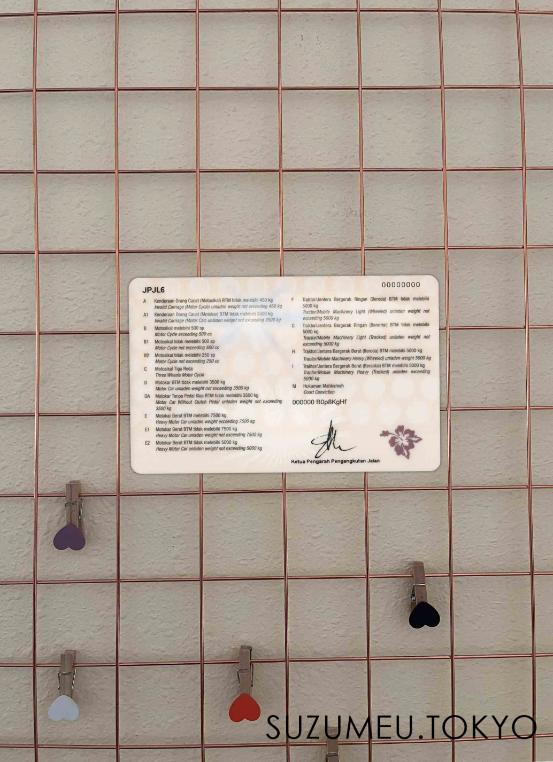 JPJL6
00000000
A Kenderaan Orang Cacat (Motosikal) BTM tidak melebihi 450 kg
Invalid Carriage (Motor Cycle) unladen weight not exceeding 450 kg
A1 Kenderaan Orang Cacat (Motokar) BTM tidak melebihi 3500 kg
Invalid Carriage (Motor Car) unladen weight not exceeding 3500 kg
B Motosikal melebihi 500 sp
Motor Cycle exceeding 500 cc
B1 Motosikal tidak melebihi 500 sp
Motor Cycle not exceeding 500 cc
B2 Motosikal tidak melebihi 250 sp
Motor Cycle not exceeding 250 cc
C Motosikal Tiga Roda
Three Wheels Motor Cycle
D Motokar BTM tidak melebihi 3500 kg
Motor Car unladen weight not exceeding 3500 kg
DA Motokar Tanpa Pedal Klac BTM tidak melebihi 3500 kg
Motor Car Without Clutch Pedal unladen weight not exceeding
3500 kg
E Motokar Berat BTM melebihi 7500 kg
Heavy Motor Car unladen weight exceeding 7500 kg
E1 Motokar Berat BTM tidak melebihi 7500 kg
Heavy Motor Car unladen weight not exceeding 7500 kg
E2 Motokar Berat BTM tidak melebihi 5000 kg
Heavy Motor Car unladen weight not exceeding 5000 kg
F Traktor/Jentera Bergerak Ringan (Beroda) BTM tidak melebihi
5000 kg
Tractor/Mobile Machinery Light (Wheeled) unladen weight not
exceeding 5000 kg
G Traktor/Jentera Bergerak Ringan (Berantai) BTM tidak melebihi
5000 kg
Tractor/Mobile Machinery Light (Tracked) unladen weight not
exceeding 5000 kg
H Traktor/Jentera Bergerak Berat (Beroda) BTM melebihi 5000 kg
Tractor/Mobile Machinery Heavy (Wheeled) unladen weight exceeding 5000 kg
I Traktor/Jentera Bergerak Berat (Berantai) BTM melebihi 5000 kg
Tractor/Mobile Machinery Heavy (Tracked) unladen weight exceeding
5000 kg
M Hukuman Mahkamah
Court Conviction
000000 R0p8KgHf
Ketua Pengarah Pengangkutan Jalan
SUZUMEU.TOKYO